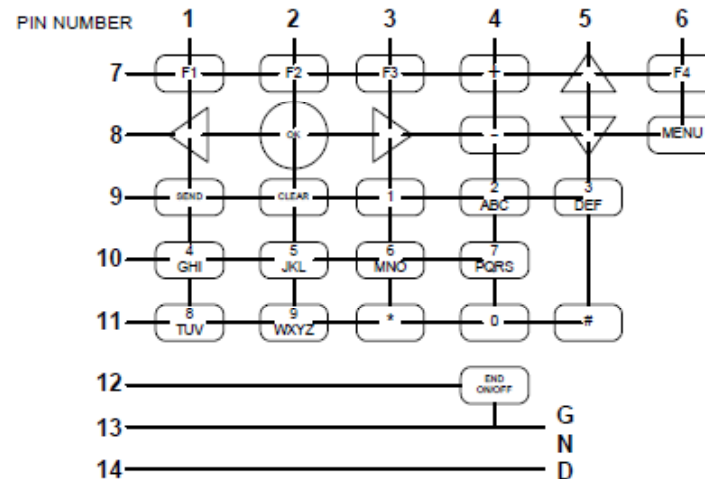 PIN NUMBER 1 2 3 4 5 6
7 F1 F2 F3 + F4
8 OK - MENU
9 SEND CLEAR 1 2 ABC 3 DEF
10 4 GHI 5 JKL 6 MNO 7 PQRS
11 8 TUV 9 WXYZ * 0 #
12 END ON/OFF
13 G
N
14 D